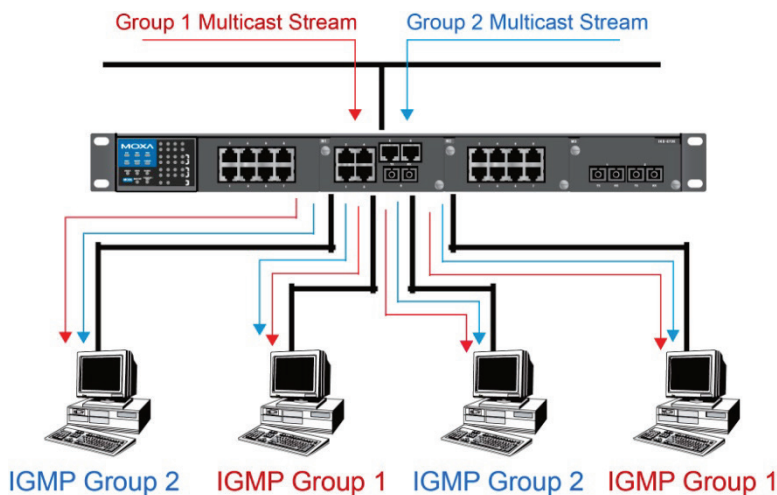 Group 1 Multicast Stream
Group 2 Multicast Stream
MOXA
IGMP Group 2
IGMP Group 1
IGMP Group 2
IGMP Group 1